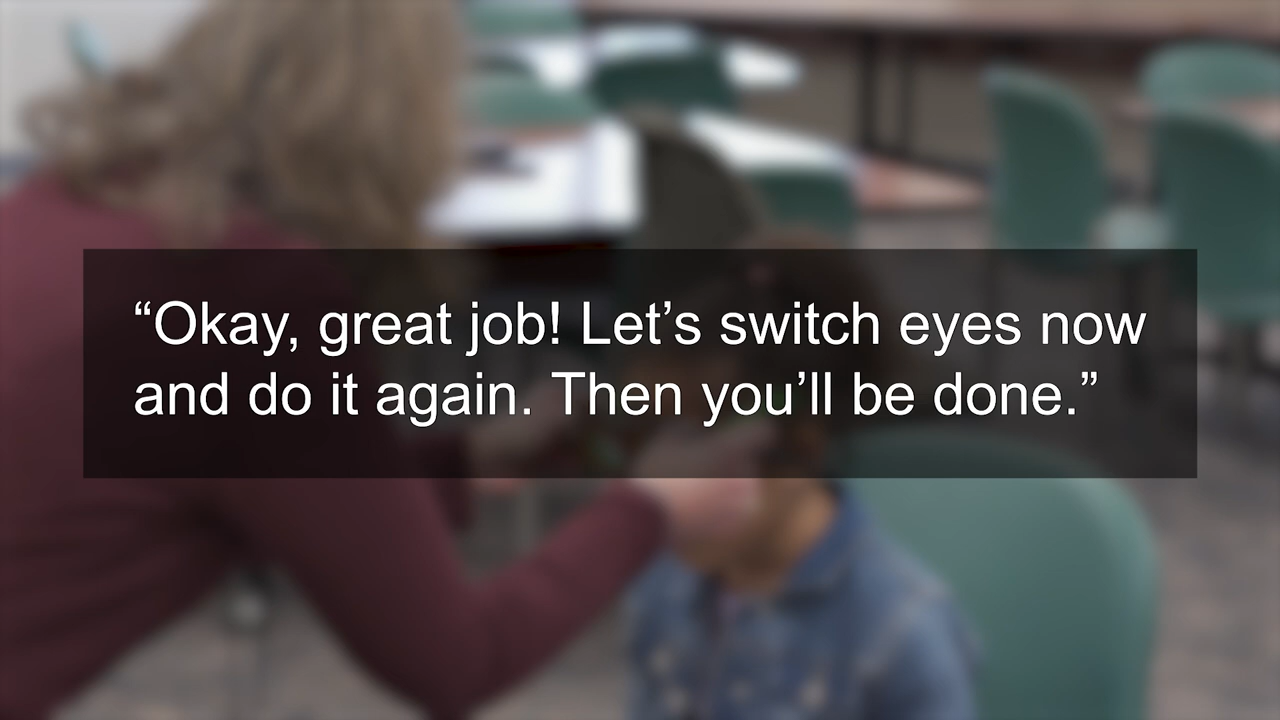 “Okay, great job! Let’s switch eyes now
and do it again. Then you’ll be done.”